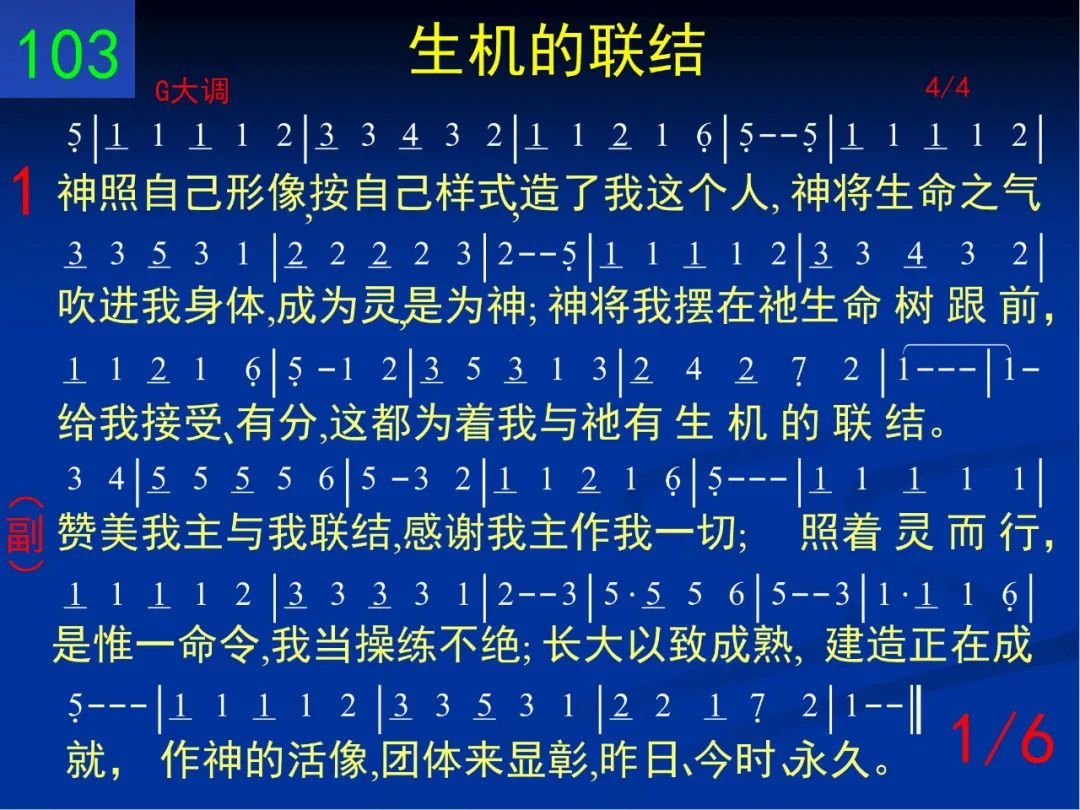 103
生机的联结
G大调
4/4
5̣|1̲ 1 1̲ 1 2|3̲ 3 4̲ 3 2|1̲ 1 2̲ 1 6̣|5̣--5̣|1̲ 1 1̲ 1 2|
1 神照自己形像,按自己样式,造了我这个人, 神将生命之气
3̲ 3 5̲ 3 1|2̲ 2 2̲ 2 3|2--5̣|1̲ 1 1̲ 1 2|3̲ 3 4̲ 3 2|
吹进我身体,成为灵,是为神; 神将我摆在祂生命 树 跟 前，
1̲ 1 2̲ 1 6̣|5̣ -1 2|3̲ 5 3̲ 1 3|2̲ 4 2̲ 7̣ 2|1---|1-
给我接受、有分,这都为着我与祂有 生 机 的 联 结。
3 4|5̲ 5 5̲ 5 6|5 -3 2|1̲ 1 2̲ 1 6̣|5̣---|1̲ 1 1̲ 1 1|
（副） 赞美我主与我联结,感谢我主作我一切; 照着 灵 而 行，
1̲ 1 1̲ 1 2|3̲ 3 3̲ 3 1|2--3|5·5̲ 5 6|5--3|1·1̲ 1 6̣|
是惟一命令,我当操练不绝; 长大以致成熟, 建造正在成
5̣---|1̲ 1 1̲ 1 2|3̲ 3 5̲ 3 1|2̲ 2 1̲ 7̣ 2|1--‖
就， 作神的活像,团体来显彰,昨日、今时、永久。
1/6